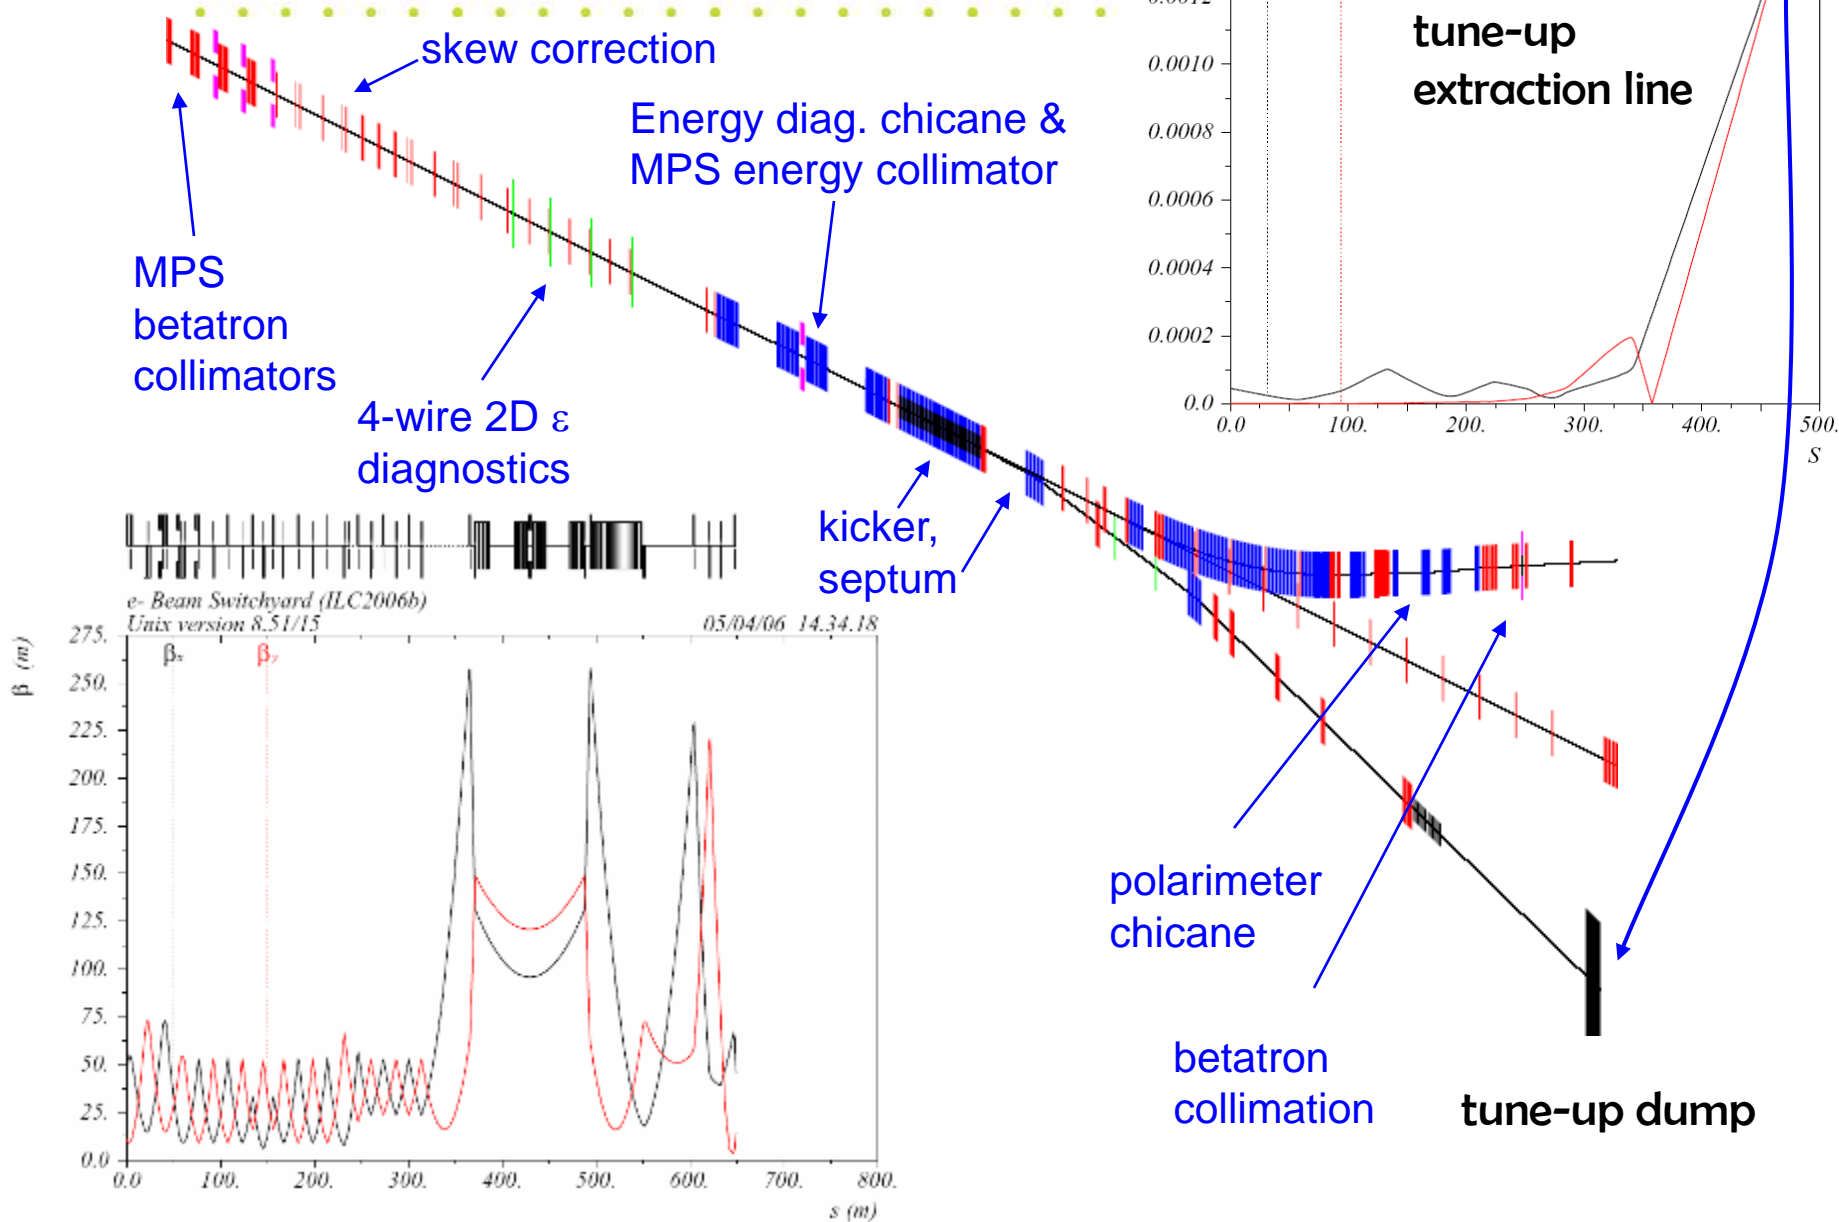 skew correction
Energy diag. chicane &
MPS energy collimator
MPS
betatron
collimators
4-wire 2D ε
diagnostics
kicker,
septum
tune-up
extraction line
0.0010
0.0008
0.0006
0.0004
0.0002
0.0
0.0 100. 200. 300. 400. 500.
S
e- Beam Switchyard (ILC2006b)
Unix version 8.51/15 05/04/06 14.34.18
β (m)
βx βy
275.
250.
225.
200.
175.
150.
125.
100.
75.
50.
25.
0.0
0.0 100. 200. 300. 400. 500. 600. 700. 800.
s (m)
polarimeter
chicane
betatron
collimation
tune-up dump